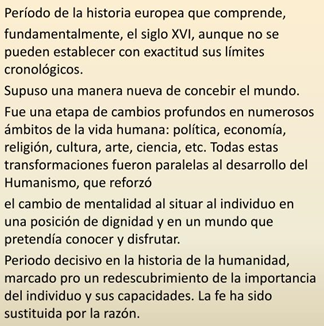 Período de la historia europea que comprende,
fundamentalmente, el siglo XVI, aunque no se
pueden establecer con exactitud sus límites
cronológicos.
Supuso una manera nueva de concebir el mundo.
Fue una etapa de cambios profundos en numerosos
ámbitos de la vida humana: política, economía,
religión, cultura, arte, ciencia, etc. Todas estas
transformaciones fueron paralelas al desarrollo del
Humanismo, que reforzó
el cambio de mentalidad al situar al individuo en
una posición de dignidad y en un mundo que
pretendía conocer y disfrutar.
Periodo decisivo en la historia de la humanidad,
marcado pro un redescubrimiento de la importancia
del individuo y sus capacidades. La fe ha sido
sustituida por la razón.